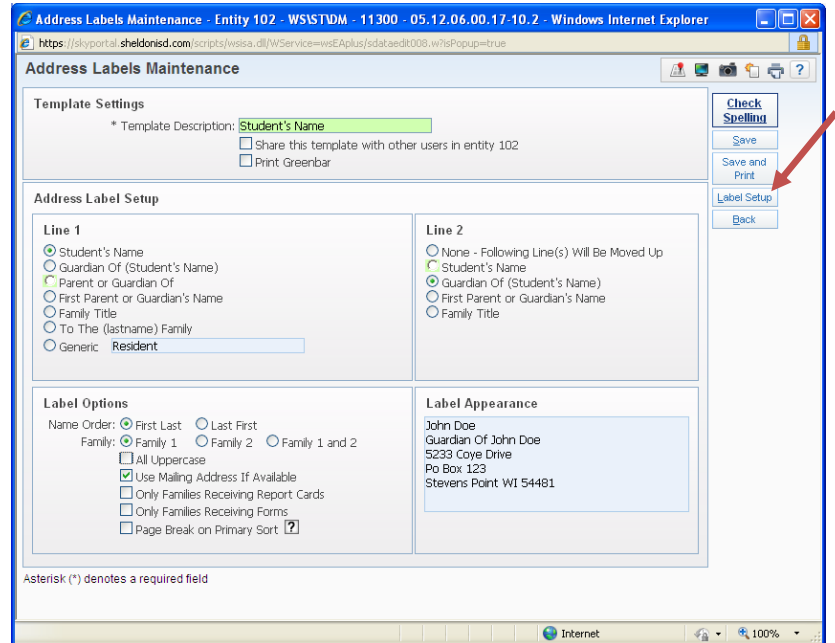 Address Labels Maintenance - Entity 102 - WS\ST\DM - 11300 - 05.12.06.00.17-10.2 - Windows Internet Explorer
https://skyportal.sheldonisd.com/scripts/wsisa.dll/WService=wsEAplus/sdataedit008.w?isPopup=true
Address Labels Maintenance
Template Settings
* Template Description: Student's Name
Share this template with other users in entity 102
Print Greenbar
Check Spelling
Save
Save and Print
Label Setup
Back
Address Label Setup
Line 1
Student's Name
Guardian Of (Student's Name)
Parent or Guardian Of
First Parent or Guardian's Name
Family Title
To The (lastname) Family
Generic Resident
Line 2
None - Following Line(s) Will Be Moved Up
Student's Name
Guardian Of (Student's Name)
First Parent or Guardian's Name
Family Title
Label Options
Name Order: First Last Last First
Family: Family 1 Family 2 Family 1 and 2
All Uppercase
Use Mailing Address If Available
Only Families Receiving Report Cards
Only Families Receiving Forms
Page Break on Primary Sort ?
Label Appearance
John Doe
Guardian Of John Doe
5233 Coye Drive
Po Box 123
Stevens Point WI 54481
Asterisk (*) denotes a required field
Internet 100%